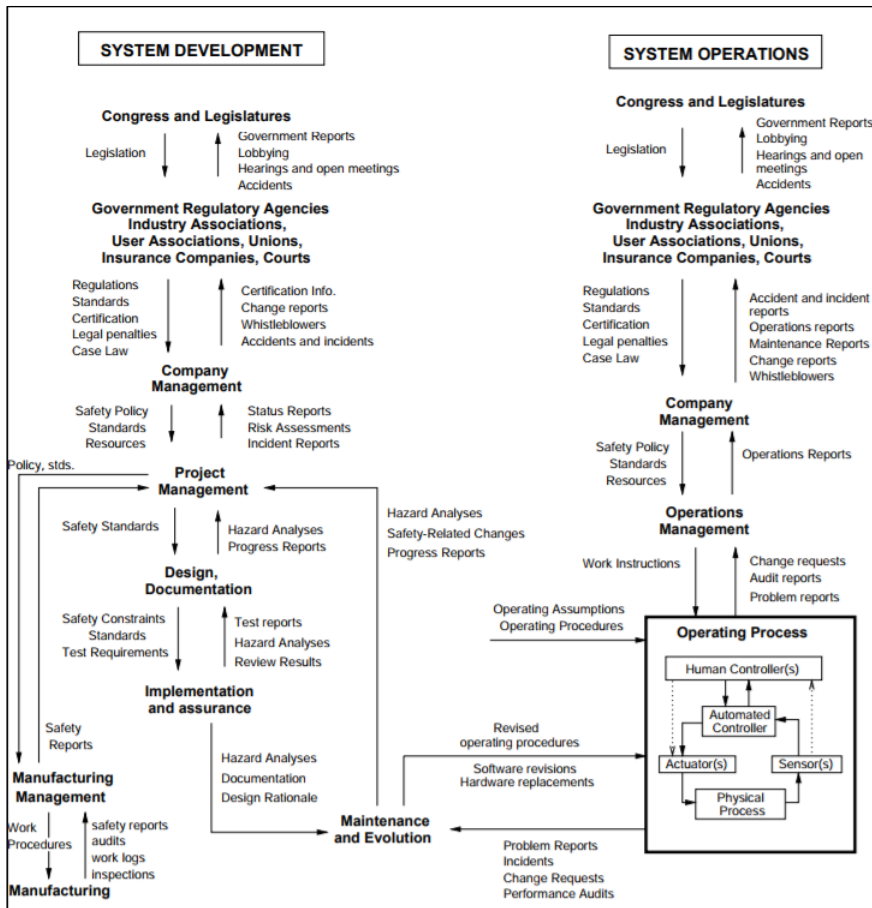 SYSTEM DEVELOPMENT
Congress and Legislatures
Legislation
Government Reports
Lobbying
Hearings and open meetings
Accidents
Government Regulatory Agencies
Industry Associations,
User Associations, Unions,
Insurance Companies, Courts
Regulations
Standards
Certification
Legal penalties
Case Law
Certification Info.
Change reports
Whistleblowers
Accidents and incidents
Company
Management
Safety Policy
Standards
Resources
Status Reports
Risk Assessments
Incident Reports
Policy, stds.
Project
Management
Safety Standards
Hazard Analyses
Progress Reports
Hazard Analyses
Safety-Related Changes
Progress Reports
Design,
Documentation
Safety Constraints
Standards
Test Requirements
Test reports
Hazard Analyses
Review Results
Implementation
and assurance
Safety
Reports
Hazard Analyses
Documentation
Design Rationale
Manufacturing
Management
Work
Procedures
safety reports
audits
work logs
inspections
Manufacturing
Maintenance
and Evolution
SYSTEM OPERATIONS
Congress and Legislatures
Legislation
Government Reports
Lobbying
Hearings and open
meetings
Accidents
Government Regulatory Agencies
Industry Associations,
User Associations, Unions,
Insurance Companies, Courts
Regulations
Standards
Certification
Legal penalties
Case Law
Accident and incident
reports
Operations reports
Maintenance Reports
Change reports
Whistleblowers
Company
Management
Safety Policy
Standards
Resources
Operations Reports
Operations
Management
Work Instructions
Change requests
Audit reports
Problem reports
Operating Assumptions
Operating Procedures
Operating Process
Human Controller(s)
Automated
Controller
Actuator(s)
Sensor(s)
Physical
Process
Revised
operating procedures
Software revisions
Hardware replacements
Problem Reports
Incidents
Change Requests
Performance Audits